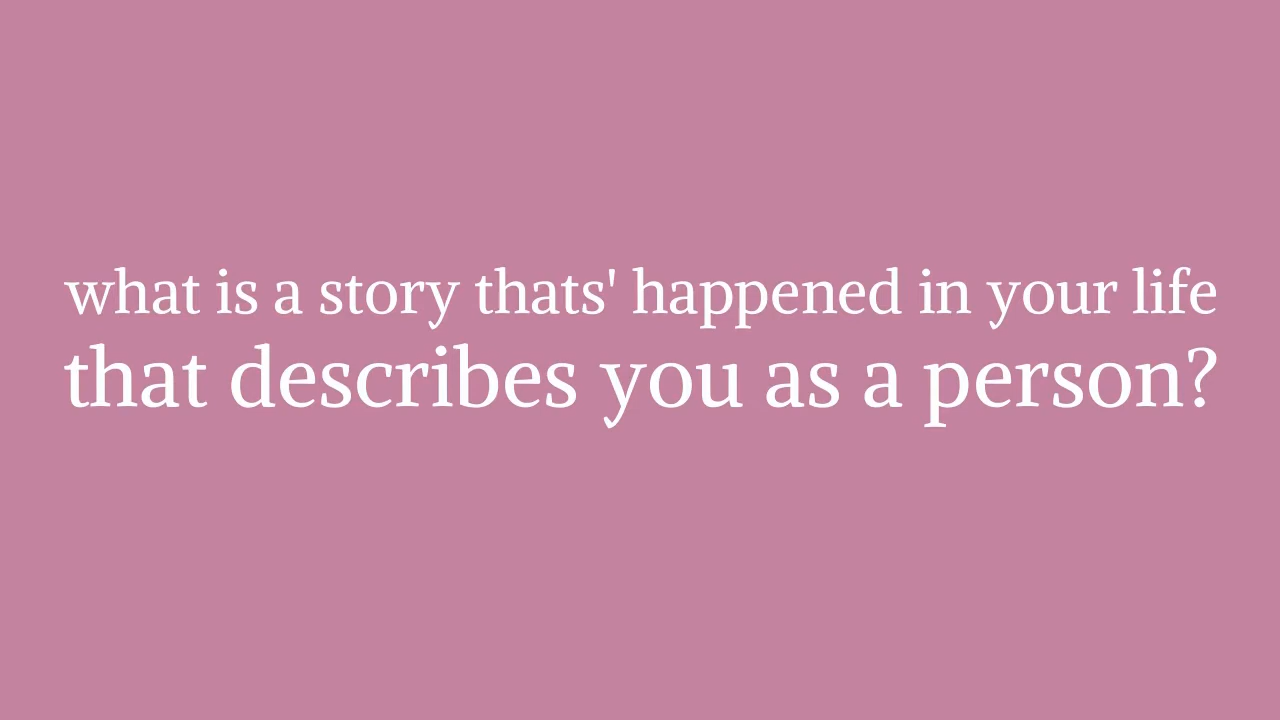 what is a story thats' happened in your life
that describes you as a person?